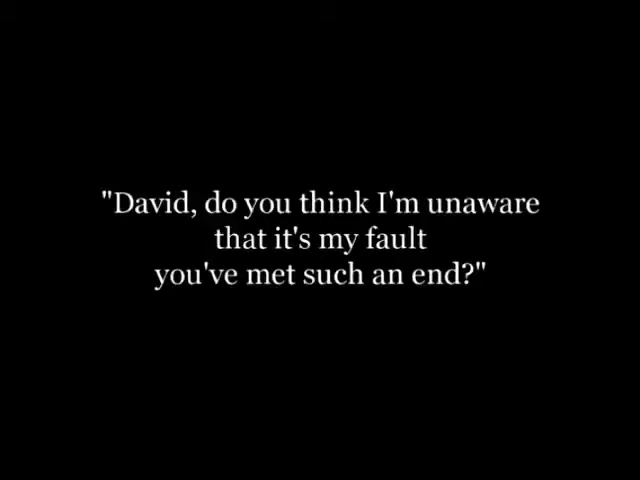 "David, do you think I'm unaware
that it's my fault
you've met such an end?"